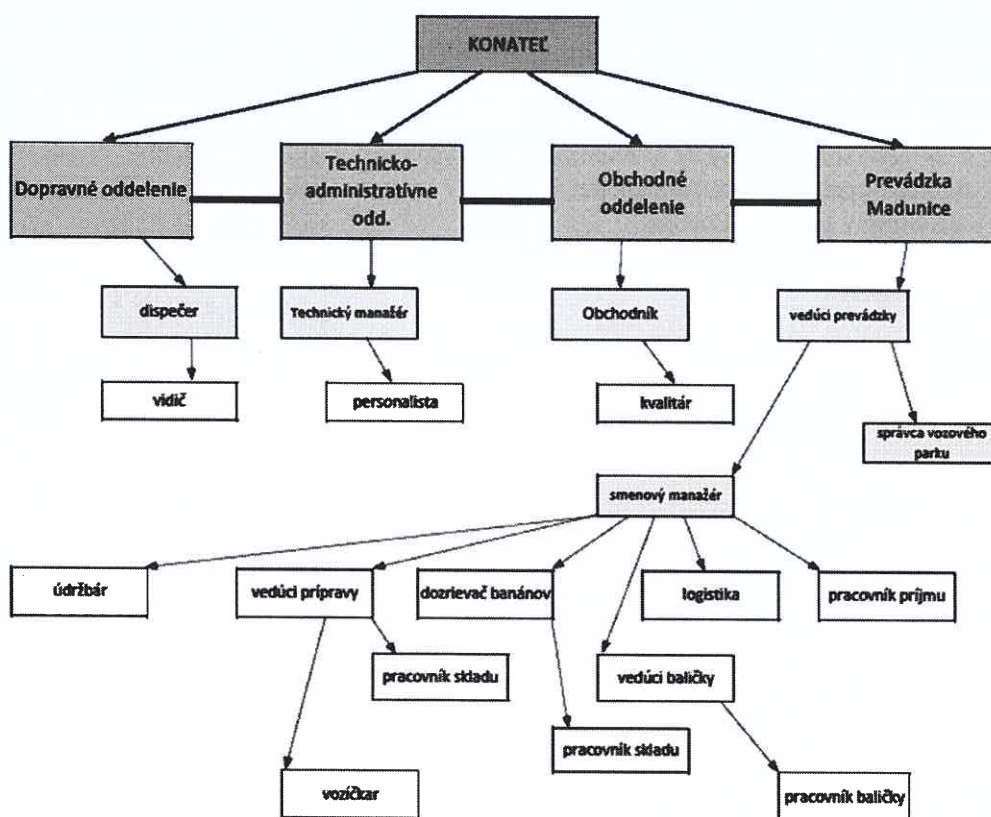 KONATEĽ
Dopravné oddelenie
Technicko-
administratívne
odd.
Obchodné
oddelenie
Prevádzka
Madunice
dispečer
Technický manažér
Obchodník
vedúci prevádzky
vidič
personalista
kvalitár
správca vozového
parku
smenový manažér
údržbár
vedúci prípravy
dozrievač banánov
logistika
pracovník príjmu
pracovník skladu
vedúci baličky
pracovník skladu
vozíčkar
pracovník baličky